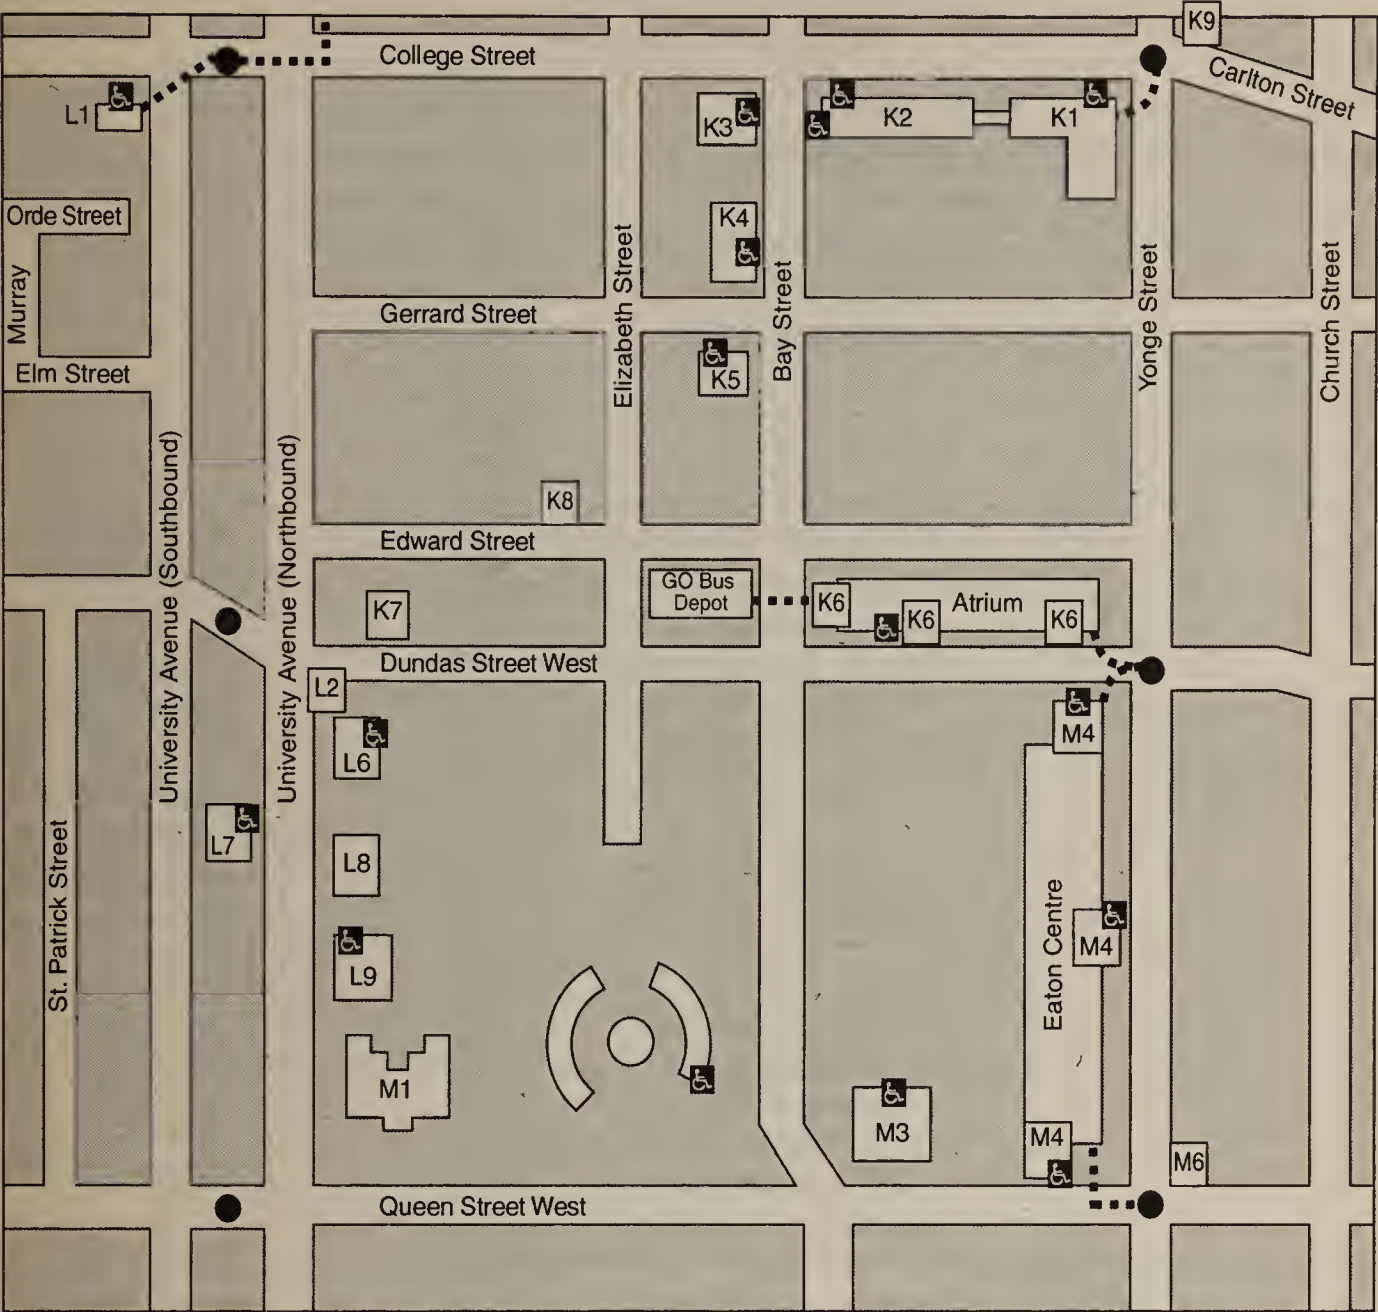 K9
College Street
Carlton Street
L1
K3
K2
K1
Orde Street
K4
Murray
Elizabeth Street
Bay Street
Yonge Street
Church Street
Gerrard Street
Elm Street
K5
University Avenue (Southbound)
University Avenue (Northbound)
K8
Edward Street
GO Bus
Depot
K7
K6
Atrium
K6
K6
Dundas Street West
L2
L6
M4
L7
St. Patrick Street
L8
Eaton Centre
M4
L9
M1
M3
M4
M6
Queen Street West